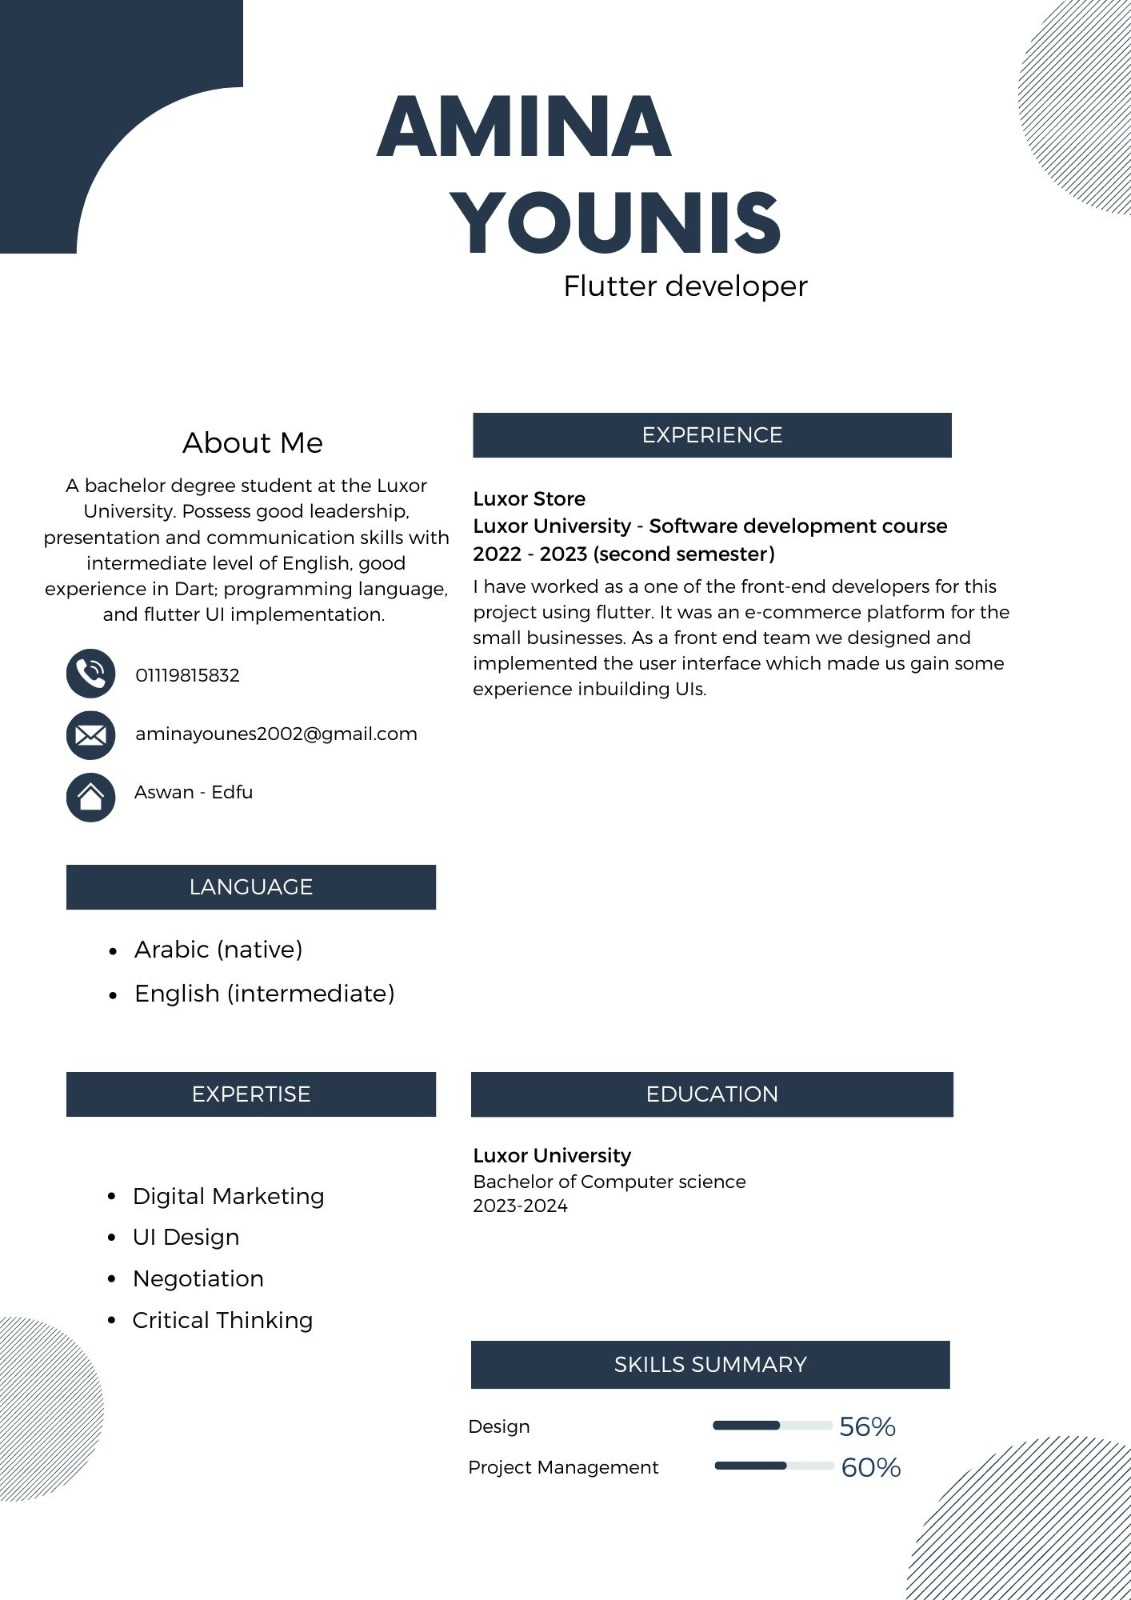 AMINA
YOUNIS
Flutter developer
About Me
A bachelor degree student at the Luxor
University. Possess good leadership,
presentation and communication skills with
intermediate level of English, good
experience in Dart; programming language,
and flutter UI implementation.
01119815832
aminayounes2002@gmail.com
Aswan - Edfu
LANGUAGE
• Arabic (native)
• English (intermediate)
EXPERTISE
• Digital Marketing
• UI Design
• Negotiation
• Critical Thinking
EXPERIENCE
Luxor Store
Luxor University - Software development course
2022 - 2023 (second semester)
I have worked as a one of the front-end developers for this
project using flutter. It was an e-commerce platform for the
small businesses. As a front end team we designed and
implemented the user interface which made us gain some
experience inbuilding UIs.
EDUCATION
Luxor University
Bachelor of Computer science
2023-2024
SKILLS SUMMARY
Design 56%
Project Management 60%